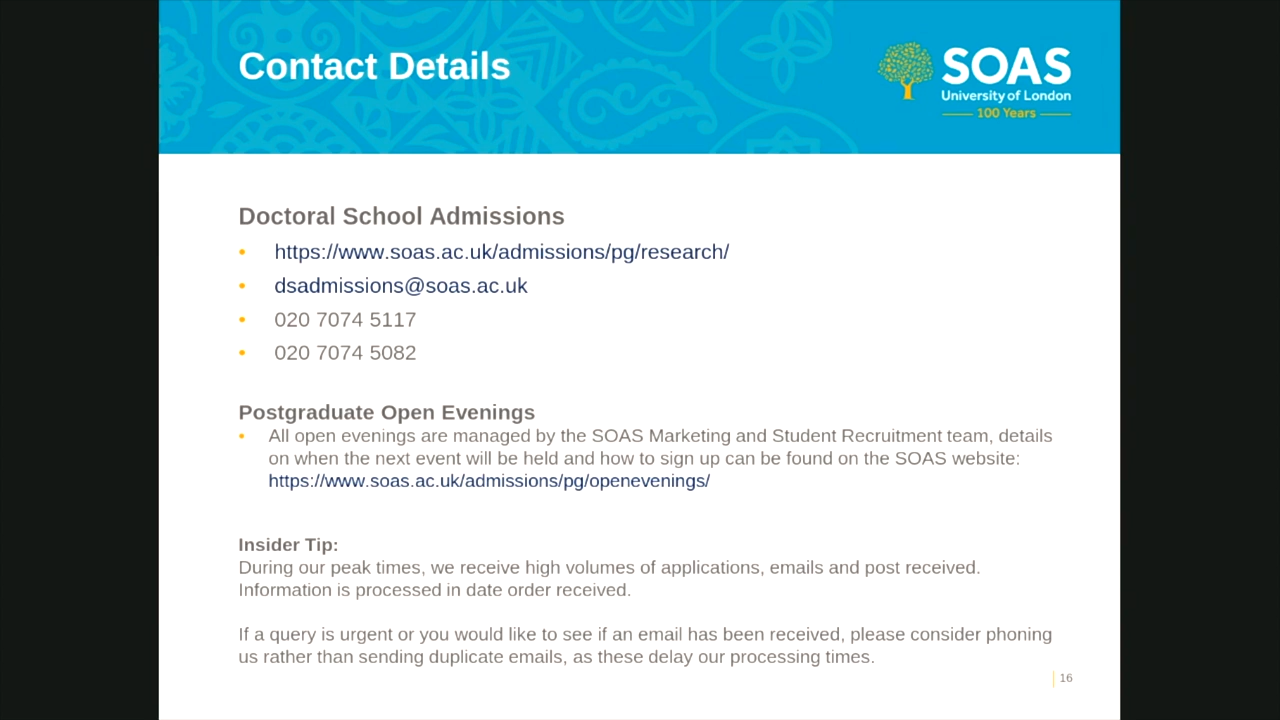 Contact Details
SOAS
University of London
100 Years
Doctoral School Admissions
• https://www.soas.ac.uk/admissions/pg/research/
• dsadmissions@soas.ac.uk
• 020 7074 5117
• 020 7074 5082
Postgraduate Open Evenings
• All open evenings are managed by the SOAS Marketing and Student Recruitment team, details
on when the next event will be held and how to sign up can be found on the SOAS website:
https://www.soas.ac.uk/admissions/pg/openevenings/
Insider Tip:
During our peak times, we receive high volumes of applications, emails and post received.
Information is processed in date order received.
If a query is urgent or you would like to see if an email has been received, please consider phoning
us rather than sending duplicate emails, as these delay our processing times.
16